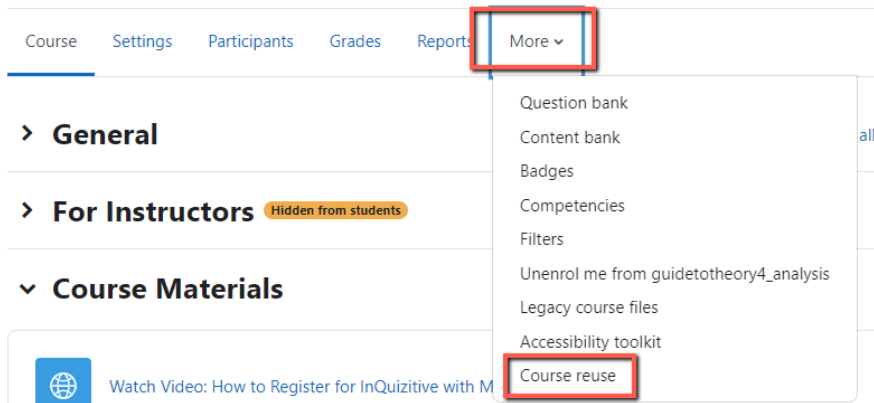 Course Settings Participants Grades Reports More
General
For Instructors Hidden from students
Course Materials
Watch Video: How to Register for InQuizitive with M
Question bank
Content bank
Badges
Competencies
Filters
Unenrol me from guidetotheory4_analysis
Legacy course files
Accessibility toolkit
Course reuse